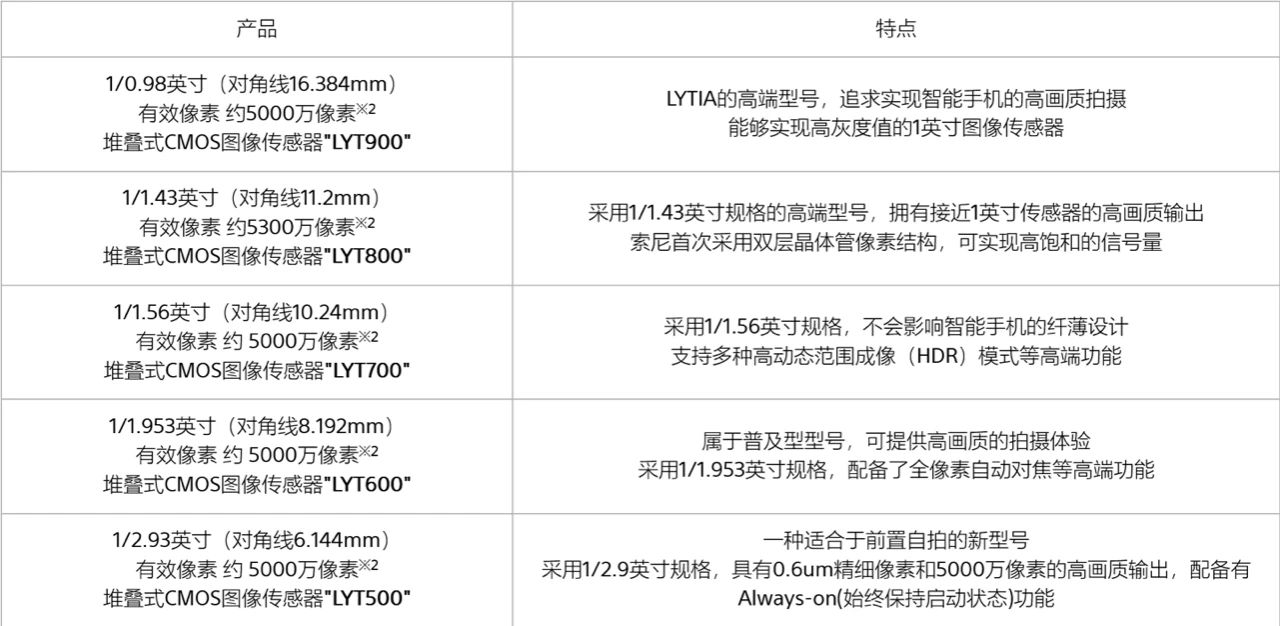 产品
特点
1/0.98英寸（对角线16.384mm）
有效像素 约5000万像素※2
堆叠式CMOS图像传感器"LYT900"
LYTIA的高端型号，追求实现智能手机的高画质拍摄
能够实现高灰度值的1英寸图像传感器
1/1.43英寸（对角线11.2mm）
有效像素 约5300万像素※2
堆叠式CMOS图像传感器"LYT800"
采用1/1.43英寸规格的高端型号，拥有接近1英寸传感器的高画质输出
索尼首次采用双层晶体管像素结构，可实现高饱和的信号量
1/1.56英寸（对角线10.24mm）
有效像素 约 5000万像素※2
堆叠式CMOS图像传感器"LYT700"
采用1/1.56英寸规格，不会影响智能手机的纤薄设计
支持多种高动态范围成像（HDR）模式等高端功能
1/1.953英寸（对角线8.192mm）
有效像素 约 5000万像素※2
堆叠式CMOS图像传感器"LYT600"
属于普及型型号，可提供高画质的拍摄体验
采用1/1.953英寸规格，配备了全像素自动对焦等高端功能
1/2.93英寸（对角线6.144mm）
有效像素 约 5000万像素※2
堆叠式CMOS图像传感器"LYT500"
一种适合于前置自拍的新型号
采用1/2.9英寸规格，具有0.6um精细像素和5000万像素的高画质输出，配备有
Always-on(始终保持启动状态)功能